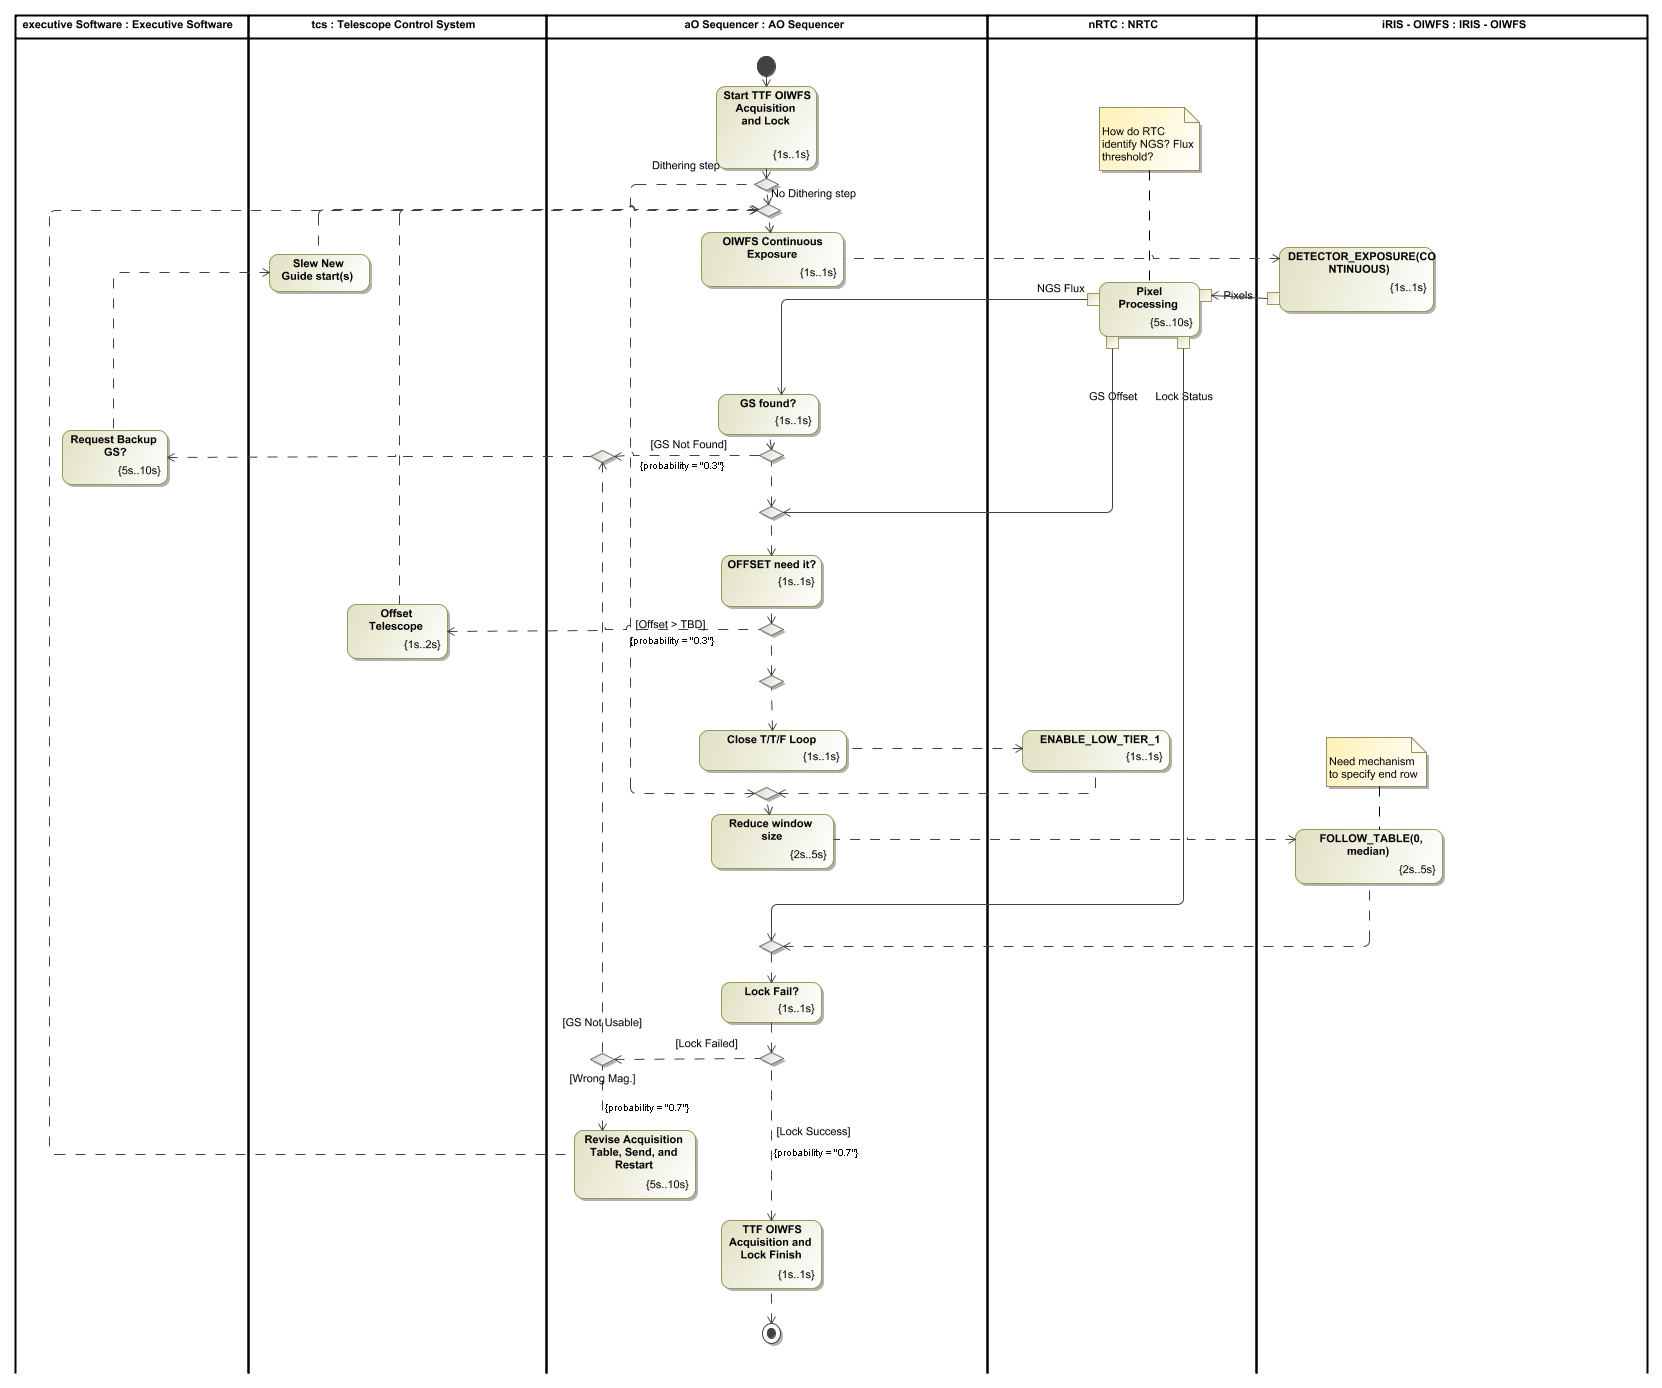 executive Software : Executive Software
tcs : Telescope Control System
aO Sequencer : AO Sequencer
nRTC : NRTC
iRIS - OIWFS : IRIS - OIWFS
Start TTF OIWFS
Acquisition
and Lock
{1s..1s}
How do RTC
identify NGS? Flux
threshold?
Dithering step
No Dithering step
OIWFS Continuous
Exposure
{1s..1s}
Slew New
Guide start(s)
DETECTOR_EXPOSURE(CO
NTINUOUS)
{1s..1s}
NGS Flux
Pixel
Processing
{5s..10s}
Pixels
GS Offset
Lock Status
GS found?
{1s..1s}
Request Backup
GS?
{5s..10s}
[GS Not Found]
{probability = "0.3"}
OFFSET need it?
{1s..1s}
Offset
Telescope
{1s..2s}
[Offset > TBD]
{probability = "0.3"}
Close T/T/F Loop
{1s..1s}
ENABLE_LOW_TIER_1
{1s..1s}
Need mechanism
to specify end row
Reduce window
size
{2s..5s}
FOLLOW_TABLE(0,
median)
{2s..5s}
Lock Fail?
{1s..1s}
[GS Not Usable]
[Lock Failed]
[Wrong Mag.]
{probability = "0.7"}
[Lock Success]
{probability = "0.7"}
Revise Acquisition
Table, Send, and
Restart
{5s..10s}
TTF OIWFS
Acquisition and
Lock Finish
{1s..1s}